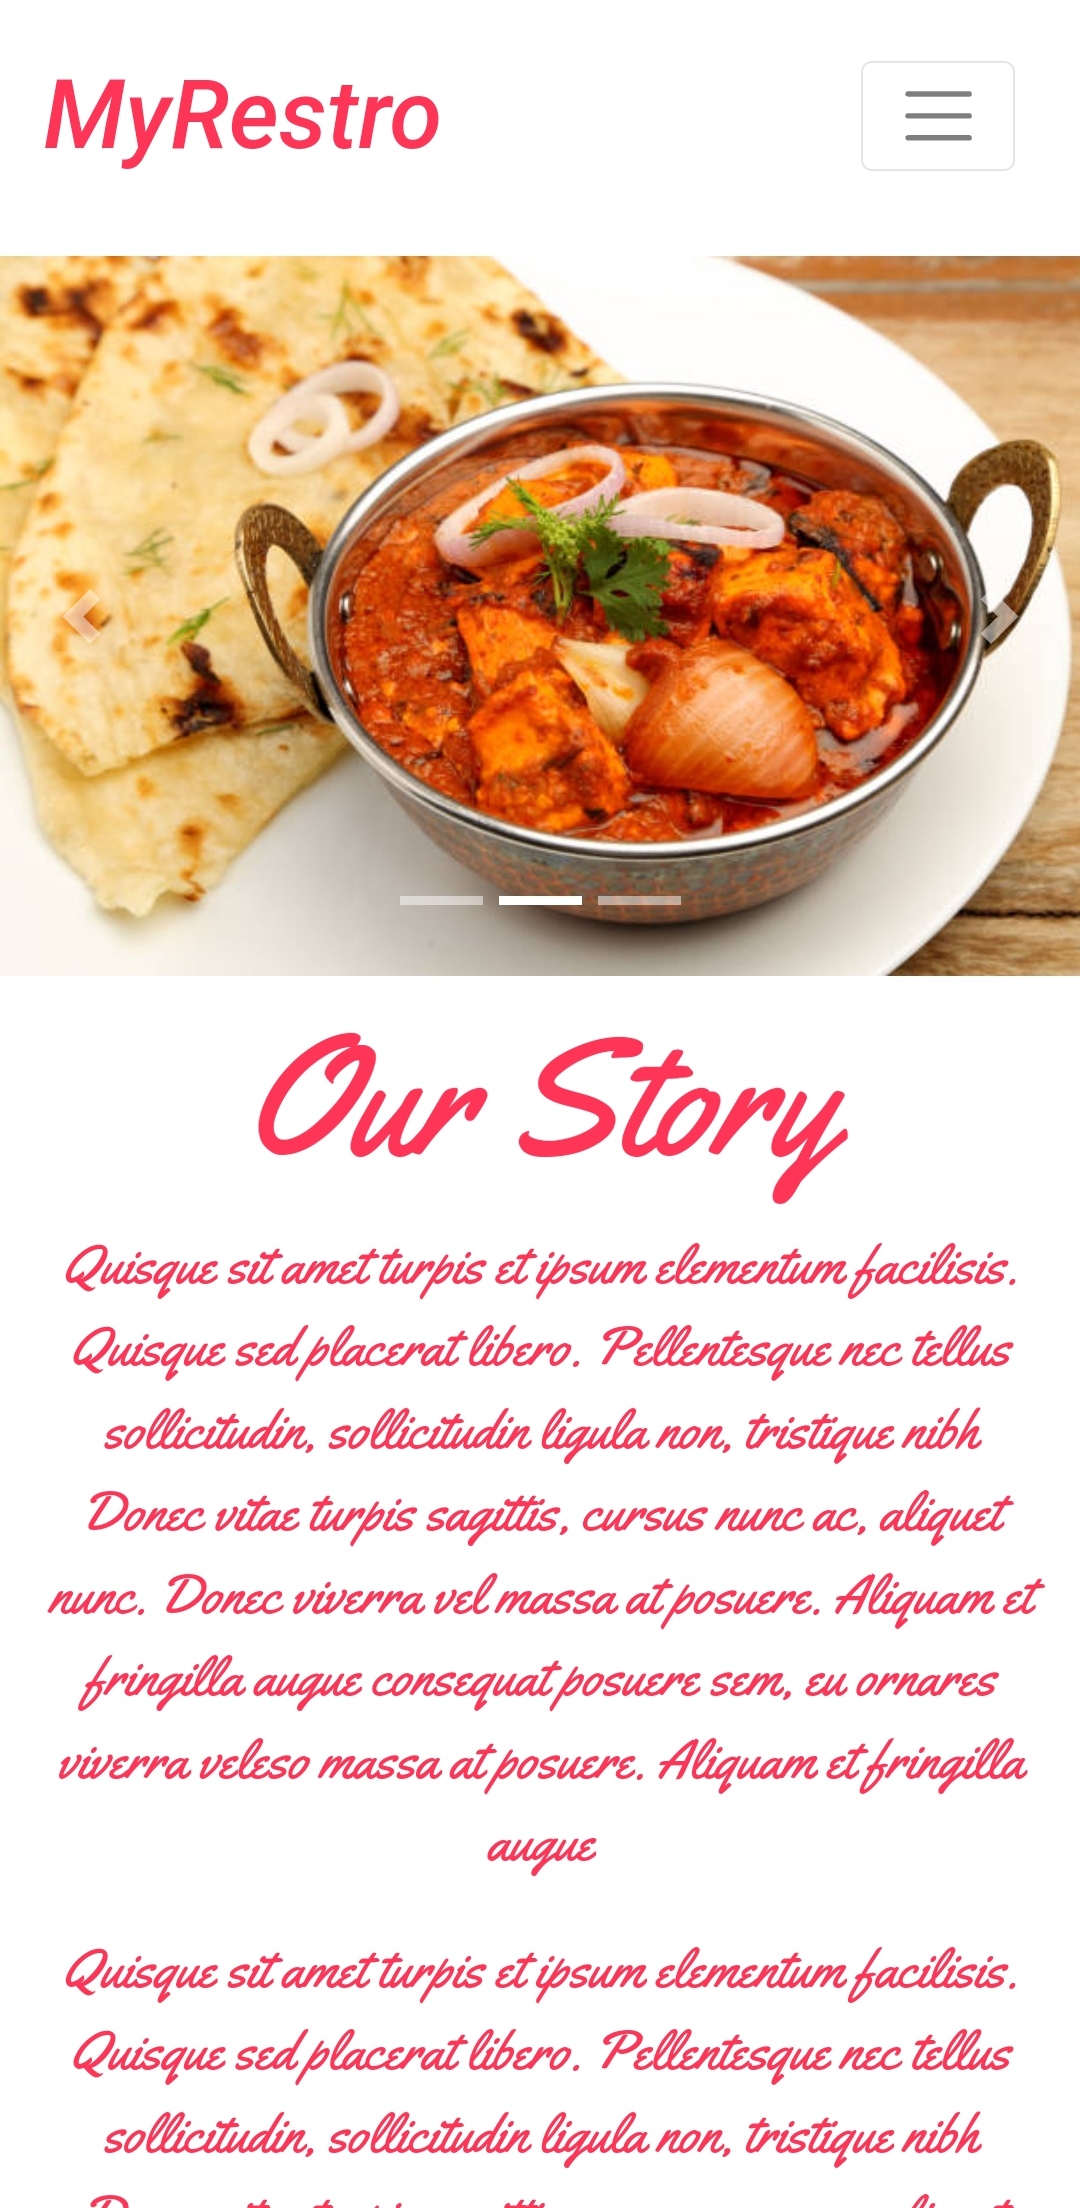 MyRestro
Our Story
Quisque sit amet turpis et ipsum elementum facilisis.
Quisque sed placerat libero. Pellentesque nec tellus
sollicitudin, sollicitudin ligula non, tristique nibh
Donec vitae turpis sagittis, cursus nunc ac, aliquet
nunc. Donec viverra vel massa at posuere. Aliquam et
fringilla augue consequat posuere sem, eu ornares
viverra veleso massa at posuere. Aliquam et fringilla
augue
Quisque sit amet turpis et ipsum elementum facilisis.
Quisque sed placerat libero. Pellentesque nec tellus
sollicitudin, sollicitudin ligula non, tristique nibh